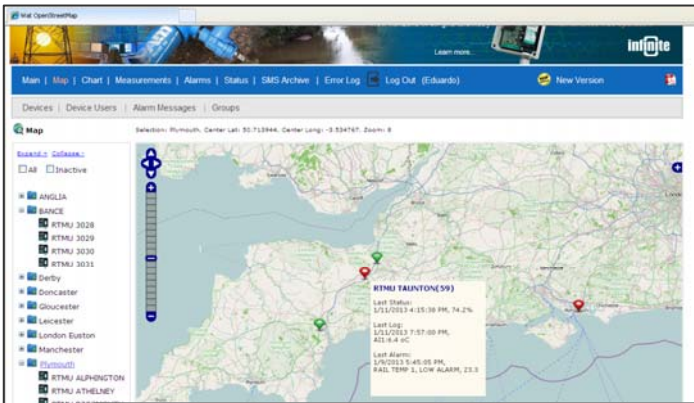 Wat OpenStreetMap
Learn more..
infinite
Main | Map | Chart | Measurements | Alarms | Status | SMS Archive | Error Log Log Out (Eduardo) New Version
Devices | Device Users | Alarm Messages | Groups
Map
Selection: Plymouth, Center Lat: 50.713944, Center Long: -3.534767, Zoom: 8
Expand + Collapse -
All Inactive
ANGLIA
BANCE
RTMU 3028
RTMU 3029
RTMU 3030
RTMU 3031
Derby
Doncaster
Gloucester
Leicester
London Euston
Manchester
Plymouth
RTMU ALPHINGTON
RTMU ATHELNEY
RTMU TAUNTON(59)
Last Status:
1/11/2013 4:15:38 PM, 74.2%
Last Log:
1/11/2013 7:57:00 PM,
AI1:6.4 oC
Last Alarm:
1/9/2013 5:45:05 PM,
RAIL TEMP 1, LOW ALARM, 23.3